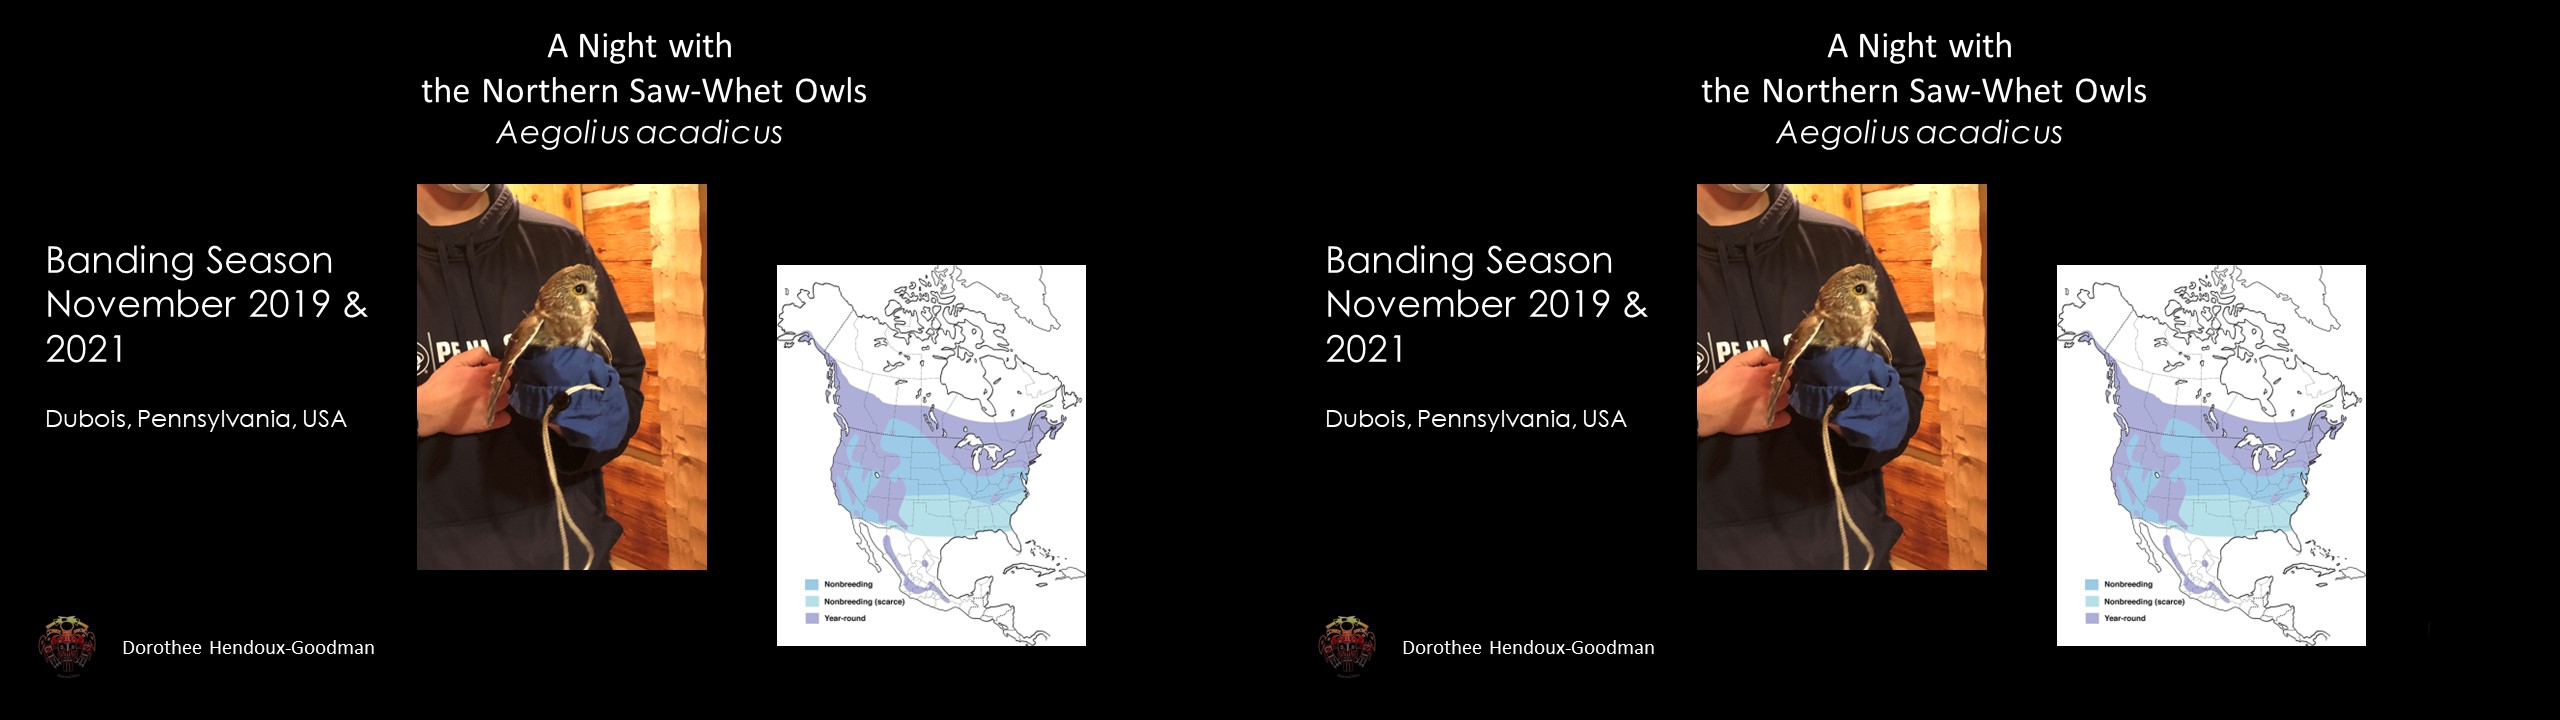 A Night with
the Northern Saw-Whet Owls
Aegolius acadicus
Banding Season
November 2019 &
2021
Dubois, Pennsylvania, USA
Nonbreeding
Nonbreeding (scarce)
Year-round
Dorothee Hendoux-Goodman
A Night with
the Northern Saw-Whet Owls
Aegolius acadicus
Banding Season
November 2019 &
2021
Dubois, Pennsylvania, USA
Nonbreeding
Nonbreeding (scarce)
Year-round
Dorothee Hendoux-Goodman